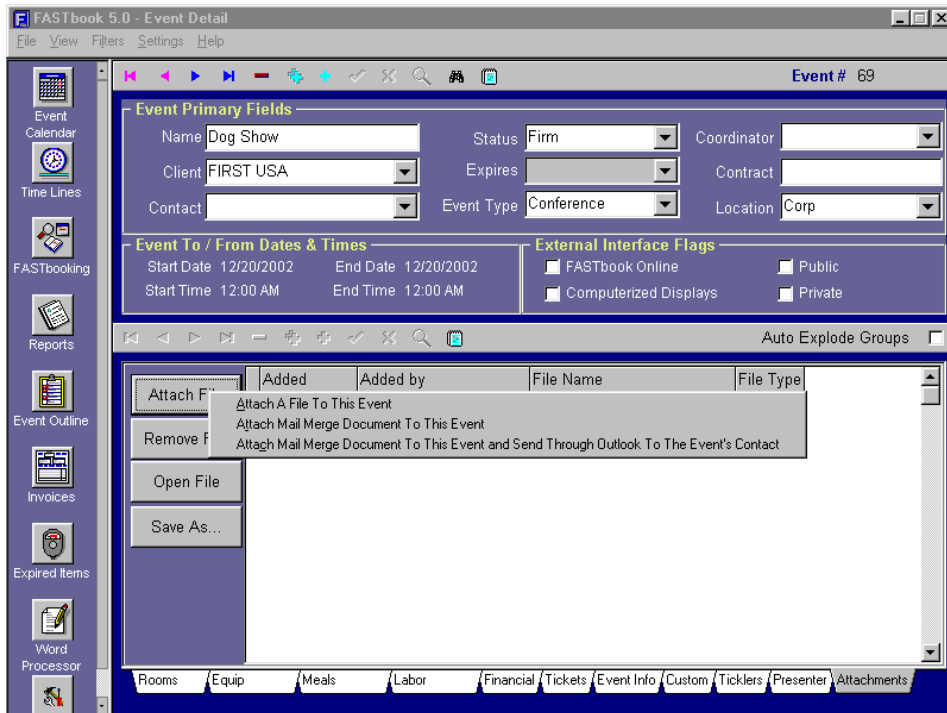 FASTbook 5.0 - Event Detail
File View Filters Settings Help
Event# 69
Event Calendar
Time Lines
FASTbooking
Reports
Event Outline
Invoices
Expired Items
Word Processor
Event Primary Fields
Name Dog Show Status Firm Coordinator
Client FIRST USA Expires Contract
Contact Event Type Conference Location Corp
Event To / From Dates & Times External Interface Flags
Start Date 12/20/2002 End Date 12/20/2002 FASTbook Online Public
Start Time 12:00 AM End Time 12:00 AM Computerized Displays Private
Auto Explode Groups
Added Added by File Name File Type
Attach Fi
Attach A File To This Event
Attach Mail Merge Document To This Event
Remove F
Attach Mail Merge Document To This Event and Send Through Outlook To The Event's Contact
Open File
Save As...
Rooms Equip Meals Labor Financial Tickets Event Info Custom Ticklers Presenter Attachments